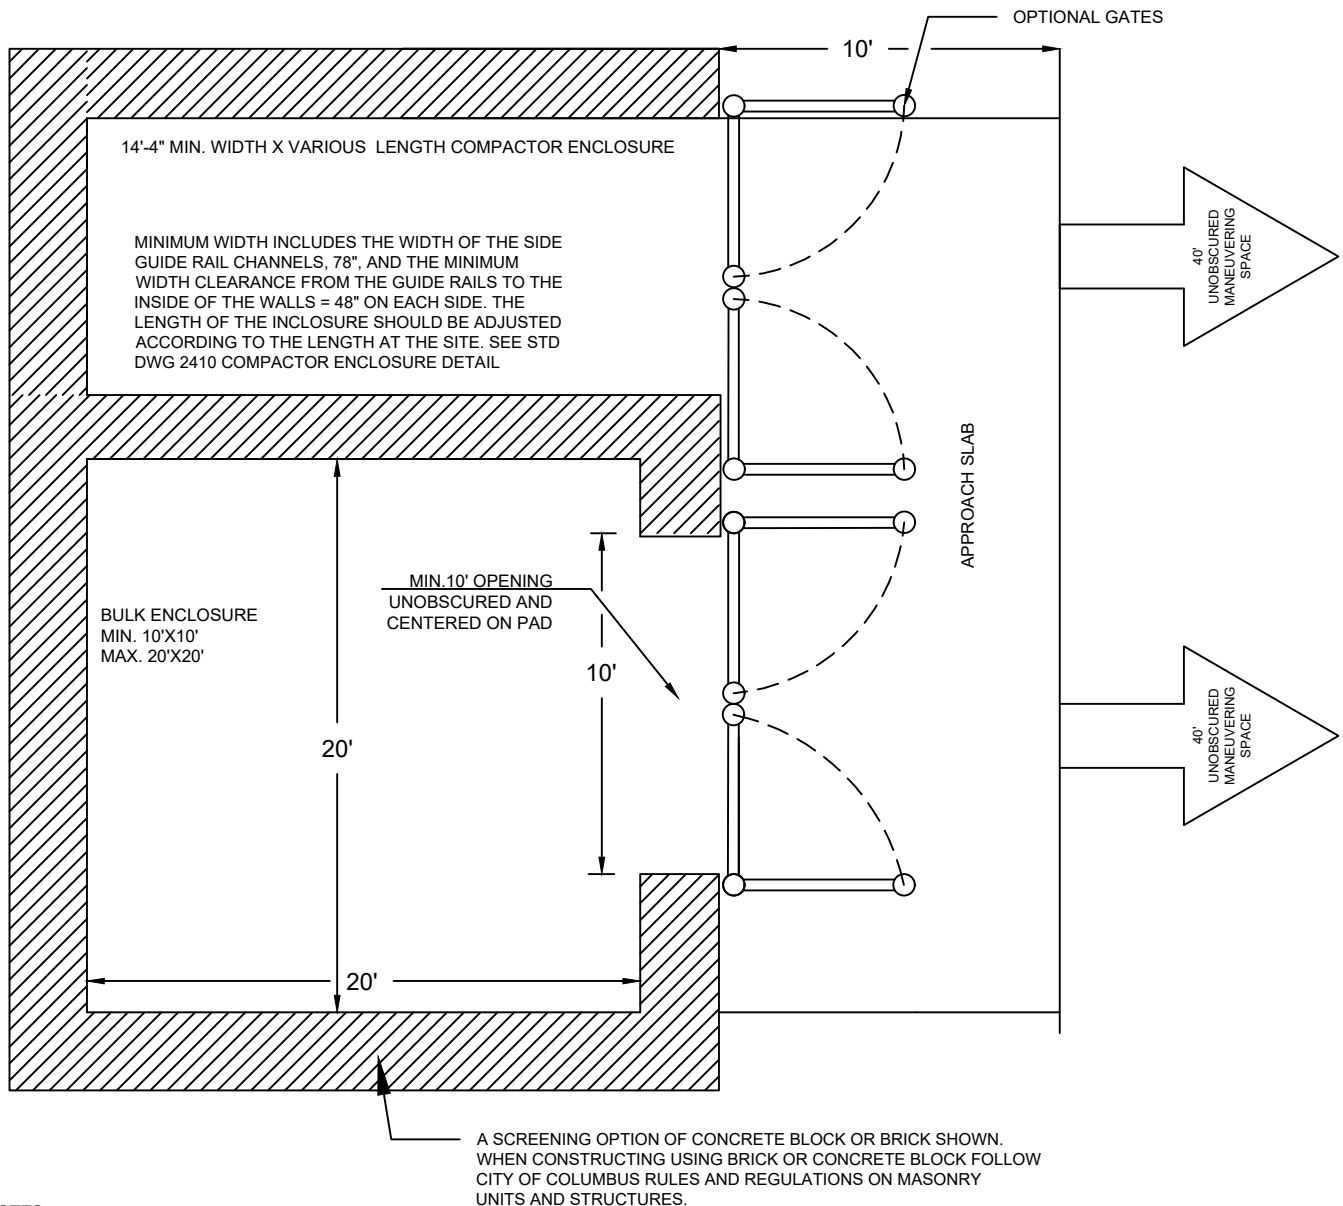 OPTIONAL GATES
10'
14'-4" MIN. WIDTH X VARIOUS LENGTH COMPACTOR ENCLOSURE
MINIMUM WIDTH INCLUDES THE WIDTH OF THE SIDE
GUIDE RAIL CHANNELS, 78", AND THE MINIMUM
WIDTH CLEARANCE FROM THE GUIDE RAILS TO THE
INSIDE OF THE WALLS = 48" ON EACH SIDE. THE
LENGTH OF THE INCLOSURE SHOULD BE ADJUSTED
ACCORDING TO THE LENGTH AT THE SITE. SEE STD
DWG 2410 COMPACTOR ENCLOSURE DETAIL
40'
UNOBSCURED
MANEUVERING
SPACE
APPROACH SLAB
MIN.10' OPENING
UNOBSCURED AND
CENTERED ON PAD
BULK ENCLOSURE
MIN. 10'X10'
MAX. 20'X20'
10'
20'
40'
UNOBSCURED
MANEUVERING
SPACE
20'
A SCREENING OPTION OF CONCRETE BLOCK OR BRICK SHOWN.
WHEN CONSTRUCTING USING BRICK OR CONCRETE BLOCK FOLLOW
CITY OF COLUMBUS RULES AND REGULATIONS ON MASONRY
UNITS AND STRUCTURES.